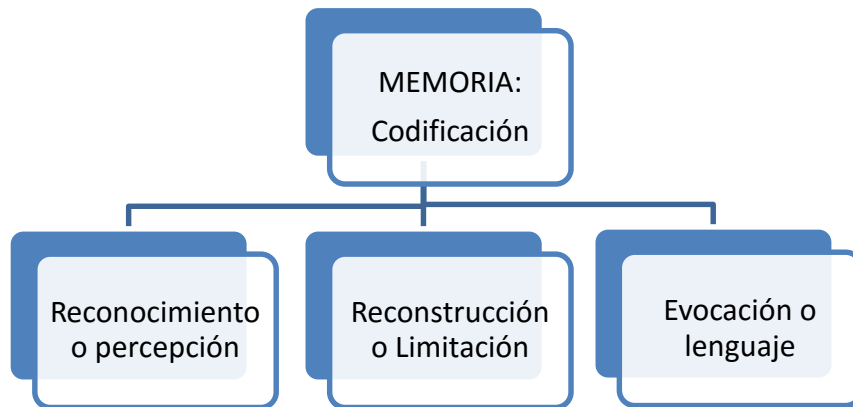 MEMORIA:
Codificación
Reconocimiento
o percepción
Reconstrucción
o Limitación
Evocación o
lenguaje